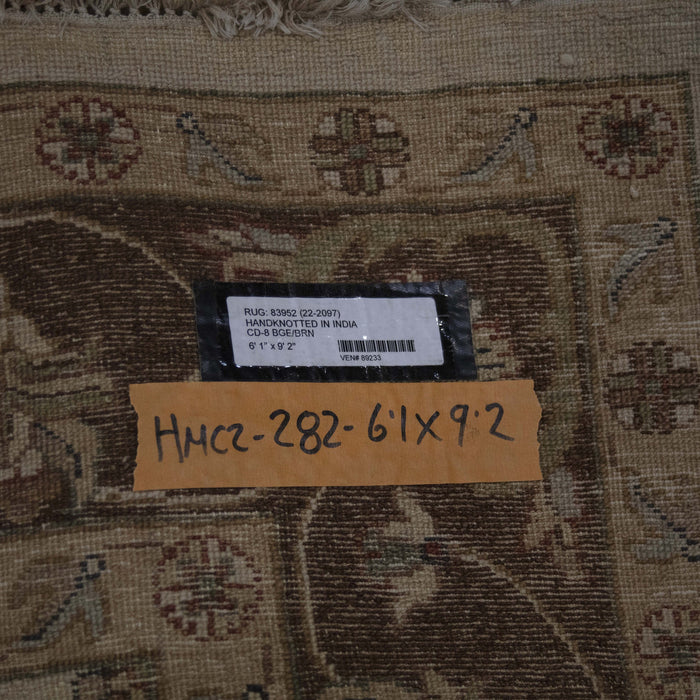 RUG: 83952 (22-2097)
HANDKNOTTED IN INDIA
CD-8 BGE/BRN
6' 1" x 9' 2"
VEN# 89233
HMC2-282-6'1X9'2